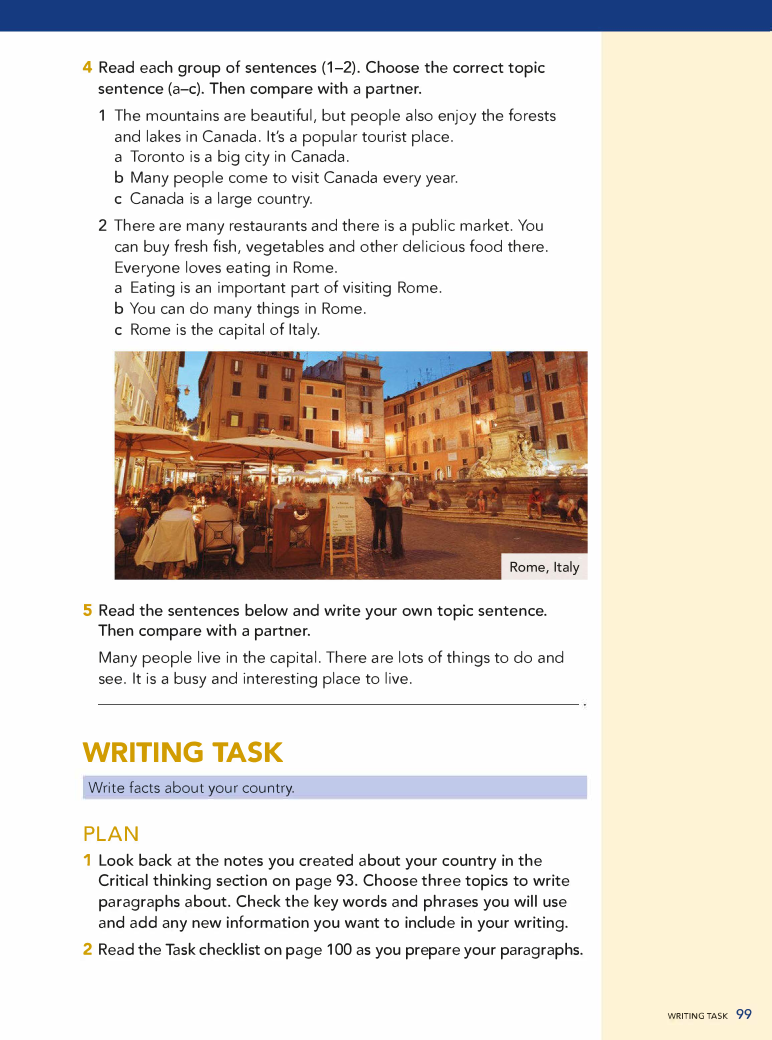 4 Read each group of sentences (1–2). Choose the correct topic
sentence (a–c). Then compare with a partner.
1 The mountains are beautiful, but people also enjoy the forests
and lakes in Canada. It's a popular tourist place.
a Toronto is a big city in Canada.
b Many people come to visit Canada every year.
c Canada is a large country.
2 There are many restaurants and there is a public market. You
can buy fresh fish, vegetables and other delicious food there.
Everyone loves eating in Rome.
a Eating is an important part of visiting Rome.
b You can do many things in Rome.
c Rome is the capital of Italy.
Rome, Italy
5 Read the sentences below and write your own topic sentence.
Then compare with a partner.
Many people live in the capital. There are lots of things to do and
see. It is a busy and interesting place to live.
.
WRITING TASK
Write facts about your country.
PLAN
1 Look back at the notes you created about your country in the
Critical thinking section on page 93. Choose three topics to write
paragraphs about. Check the key words and phrases you will use
and add any new information you want to include in your writing.
2 Read the Task checklist on page 100 as you prepare your paragraphs.
WRITING TASK 99